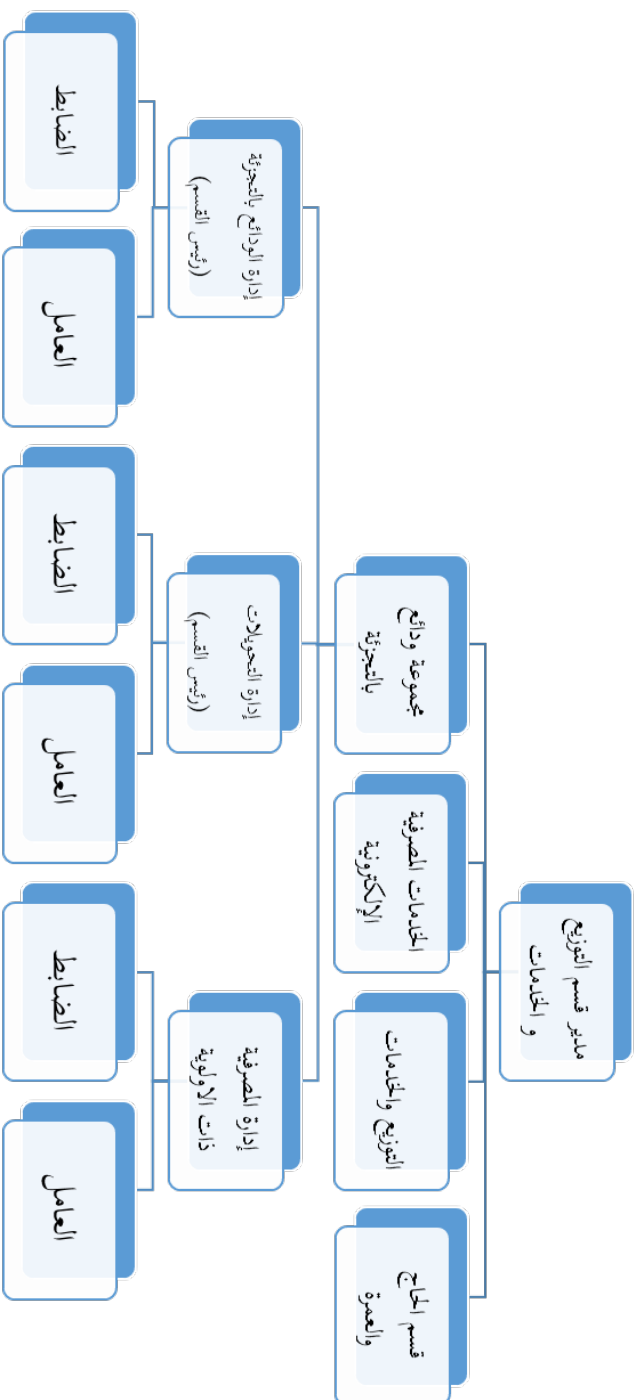 مدير قسم التوزيع
و الخدمات
مجموعة ودائع
بالتجزئة
الخدمات المصرفية
الإلكترونية
التوزيع والخدمات
قسم الحاج
والعمرة
إدارة الودائع بالتجزئة
(رئيس القسم)
إدارة التحويلات
(رئيس القسم)
إدارة المصرفية
ذات الاولوية
الضابط
العامل
الضابط
العامل
الضابط
العامل